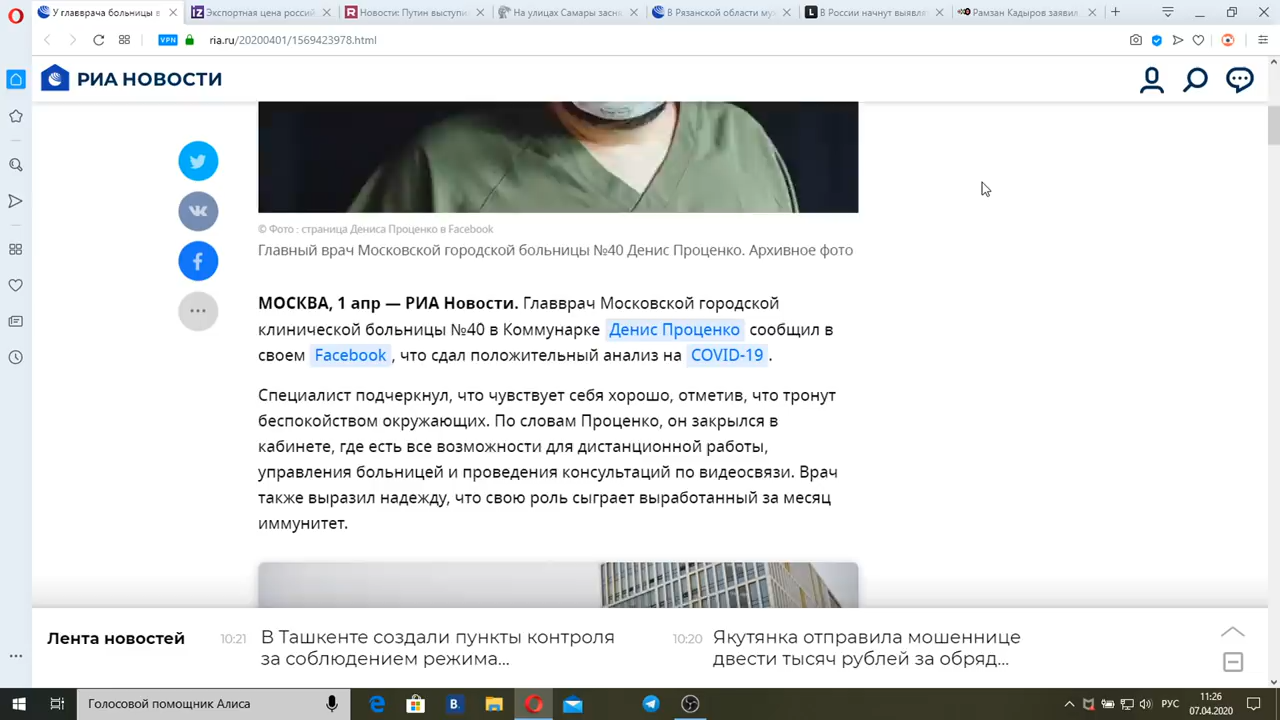 У главврача больницы в
Экспортная цена россий
Новости: Путин выступи
На улицах Самары засн
В Рязанской области му
В России начнут выявля
Рамзан Кадыров заявил
VPN
ria.ru/20200401/1569423978.html
РИА НОВОСТИ
© Фото : страница Дениса Проценко в Facebook
Главный врач Московской городской больницы №40 Денис Проценко. Архивное фото
МОСКВА, 1 апр — РИА Новости. Главврач Московской городской
клинической больницы №40 в Коммунарке Денис Проценко сообщил в
своем Facebook , что сдал положительный анализ на COVID-19 .
Специалист подчеркнул, что чувствует себя хорошо, отметив, что тронут
беспокойством окружающих. По словам Проценко, он закрылся в
кабинете, где есть все возможности для дистанционной работы,
управления больницей и проведения консультаций по видеосвязи. Врач
также выразил надежду, что свою роль сыграет выработанный за месяц
иммунитет.
Лента новостей
10:21 В Ташкенте создали пункты контроля
за соблюдением режима...
10:20 Якутянка отправила мошеннице
двести тысяч рублей за обряд...
Голосовой помощник Алиса
РУС
11:26
07.04.2020